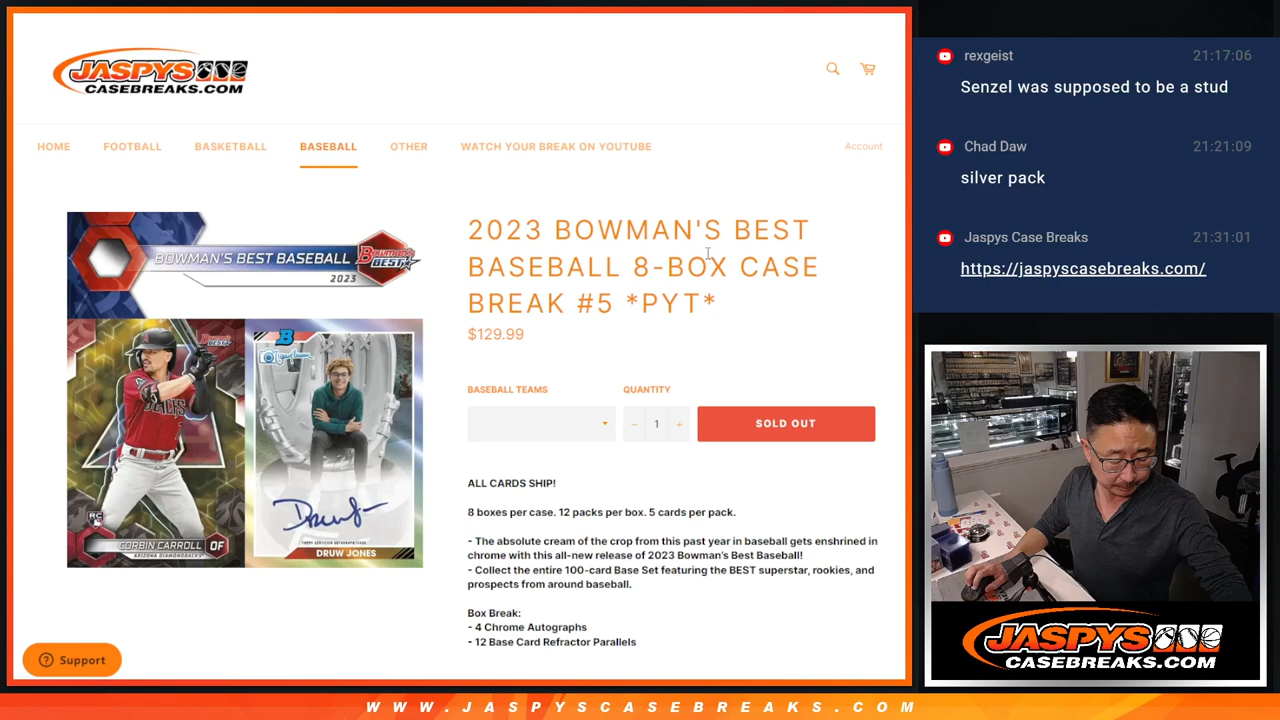 JASPYS
CASEBREAKS.COM
HOME
FOOTBALL
BASKETBALL
BASEBALL
OTHER
WATCH YOUR BREAK ON YOUTUBE
Account
BOWMAN'S BEST BASEBALL
2023
Bowman's
BEST
RC
CORBIN CARROLL
OF
ARIZONA DIAMONDBACKS
DRUW JONES
2023 BOWMAN'S BEST
BASEBALL 8-BOX CASE
BREAK #5 *PYT*
$129.99
BASEBALL TEAMS
QUANTITY
− 1 +
SOLD OUT
ALL CARDS SHIP!
8 boxes per case. 12 packs per box. 5 cards per pack.
- The absolute cream of the crop from this past year in baseball gets enshrined in
chrome with this all-new release of 2023 Bowman's Best Baseball!
- Collect the entire 100-card Base Set featuring the BEST superstar, rookies, and
prospects from around baseball.
Box Break:
- 4 Chrome Autographs
- 12 Base Card Refractor Parallels
Support
rexgeist
21:17:06
Senzel was supposed to be a stud
Chad Daw
21:21:09
silver pack
Jaspys Case Breaks
21:31:01
https://jaspyscasebreaks.com/
JASPYS
CASEBREAKS.COM
WWW.JASPYSCASEBREAKS.COM